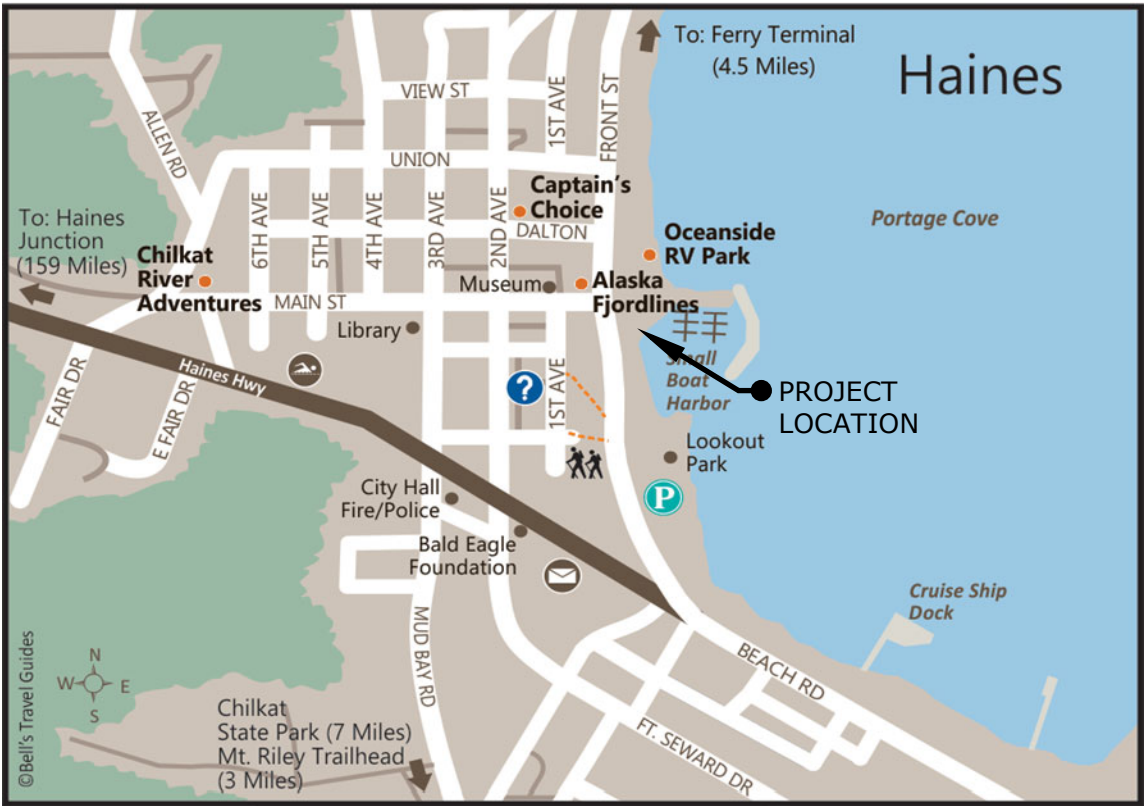 To: Ferry Terminal
(4.5 Miles)
Haines
VIEW ST
1ST AVE
FRONT ST
ALLEN RD
UNION
Captain's
Choice
6TH AVE
5TH AVE
4TH AVE
3RD AVE
2ND AVE
DALTON
Portage Cove
To: Haines
Junction
(159 Miles)
Oceanside
RV Park
Chilkat
River
Adventures
Museum
Alaska
Fjordlines
MAIN ST
Library
Small
Boat
Harbor
PROJECT
LOCATION
Haines Hwy
FAIR DR
E FAIR DR
?
1ST AVE
Lookout
Park
P
City Hall
Fire/Police
Bald Eagle
Foundation
Cruise Ship
Dock
MUD BAY RD
BEACH RD
FT. SEWARD DR
N
W
E
S
Chilkat
State Park (7 Miles)
Mt. Riley Trailhead
(3 Miles)
©Bell's Travel Guides